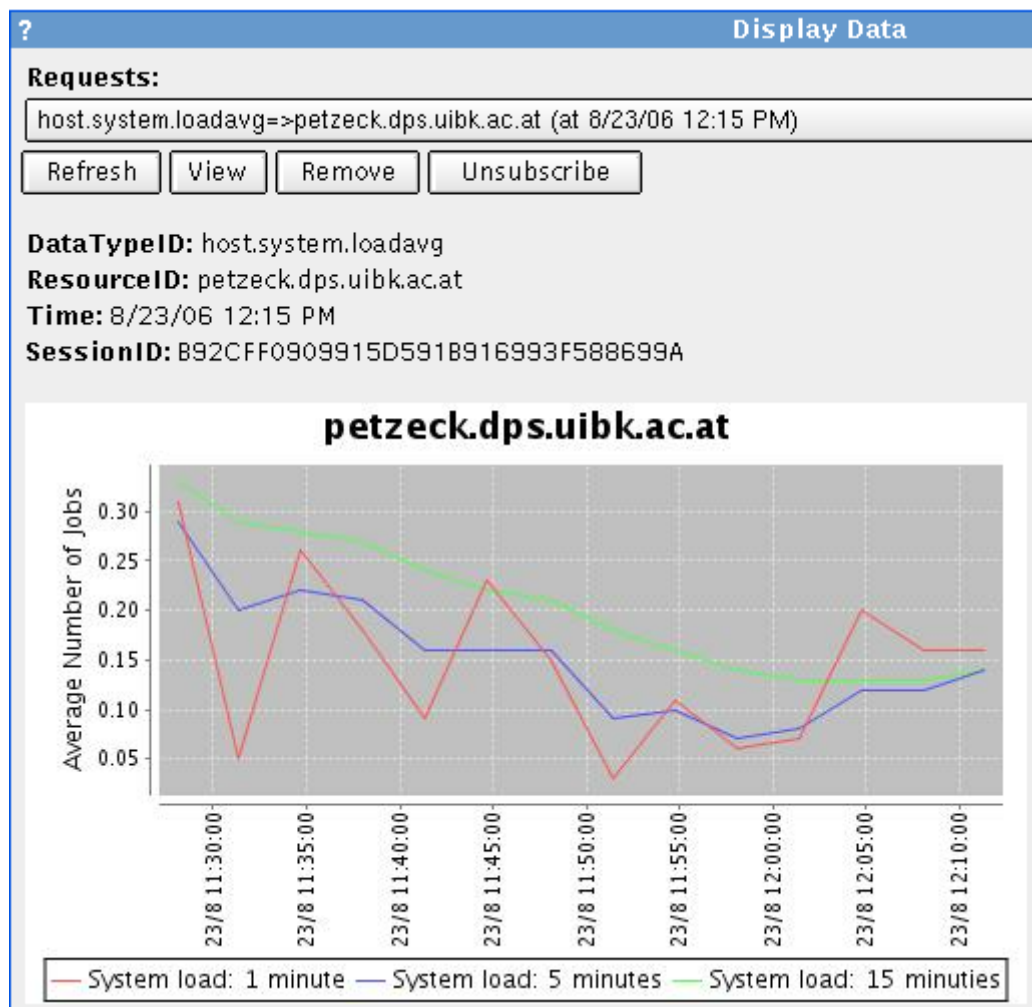 ? Display Data
Requests:
host.system.loadavg=>petzeck.dps.uibk.ac.at (at 8/23/06 12:15 PM)
Refresh View Remove Unsubscribe
DataTypeID: host.system.loadavg
ResourceID: petzeck.dps.uibk.ac.at
Time: 8/23/06 12:15 PM
SessionID: B92CFF0909915D591B916993F588699A
petzeck.dps.uibk.ac.at
Average Number of Jobs
0.30
0.25
0.20
0.15
0.10
0.05
23/8 11:30:00
23/8 11:35:00
23/8 11:40:00
23/8 11:45:00
23/8 11:50:00
23/8 11:55:00
23/8 12:00:00
23/8 12:05:00
23/8 12:10:00
System load: 1 minute System load: 5 minutes System load: 15 minuties